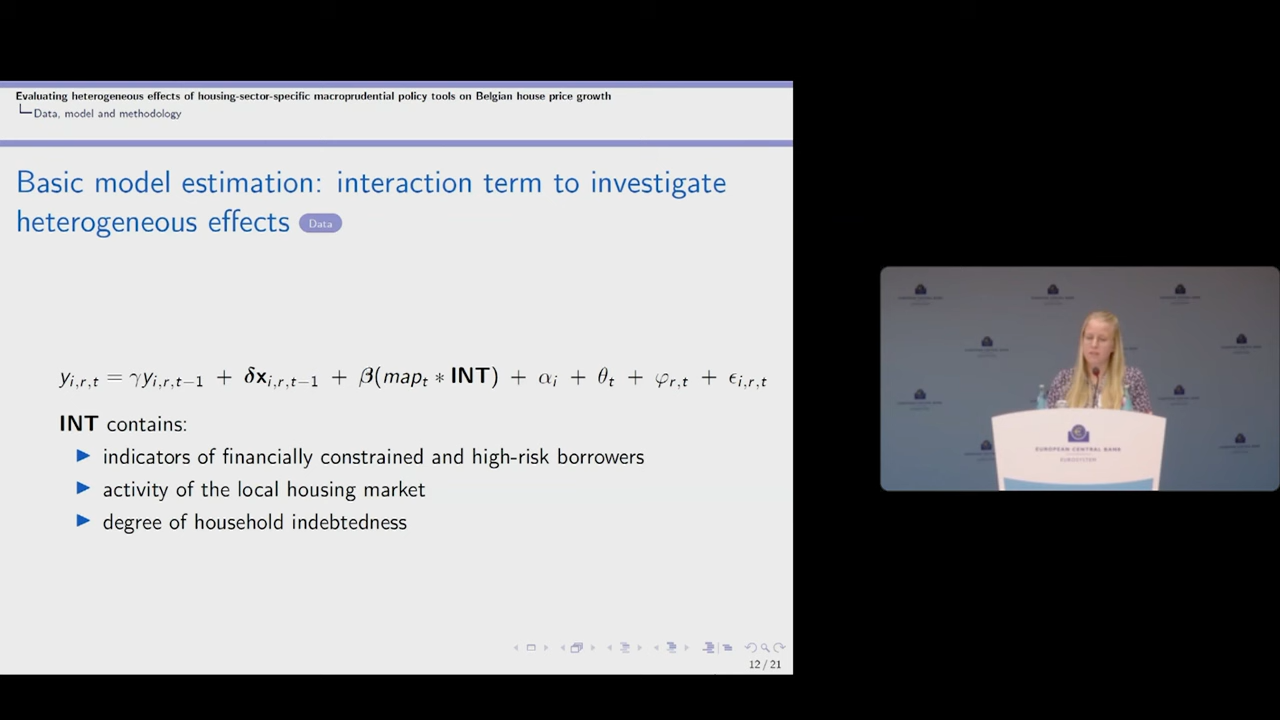 Evaluating heterogeneous effects of housing-sector-specific macroprudential policy tools on Belgian house price growth
Data, model and methodology
Basic model estimation: interaction term to investigate
heterogeneous effects Data
y_{i,r,t} = γy_{i,r,t−1} + δx_{i,r,t−1} + β(map_t ∗ INT) + α_i + θ_t + φ_{r,t} + ϵ_{i,r,t}
INT contains:
indicators of financially constrained and high-risk borrowers
activity of the local housing market
degree of household indebtedness
12 / 21
EUROPEAN CENTRAL BANK
EUROSYSTEM